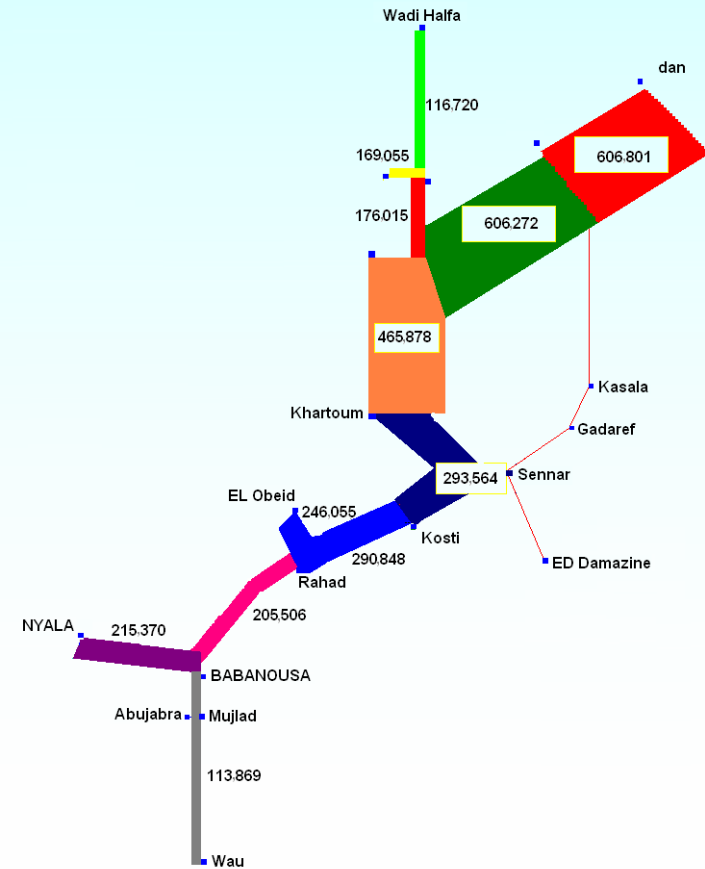 Wadi Halfa
dan
116.720
169.055
606.801
176.015
606.272
465.878
Kasala
Khartoum
Gadaref
293.564
Sennar
EL Obeid
246.055
Kosti
290.848
ED Damazine
Rahad
205.506
NYALA
215.370
BABANOUSA
Abujabra
Mujlad
113.869
Wau